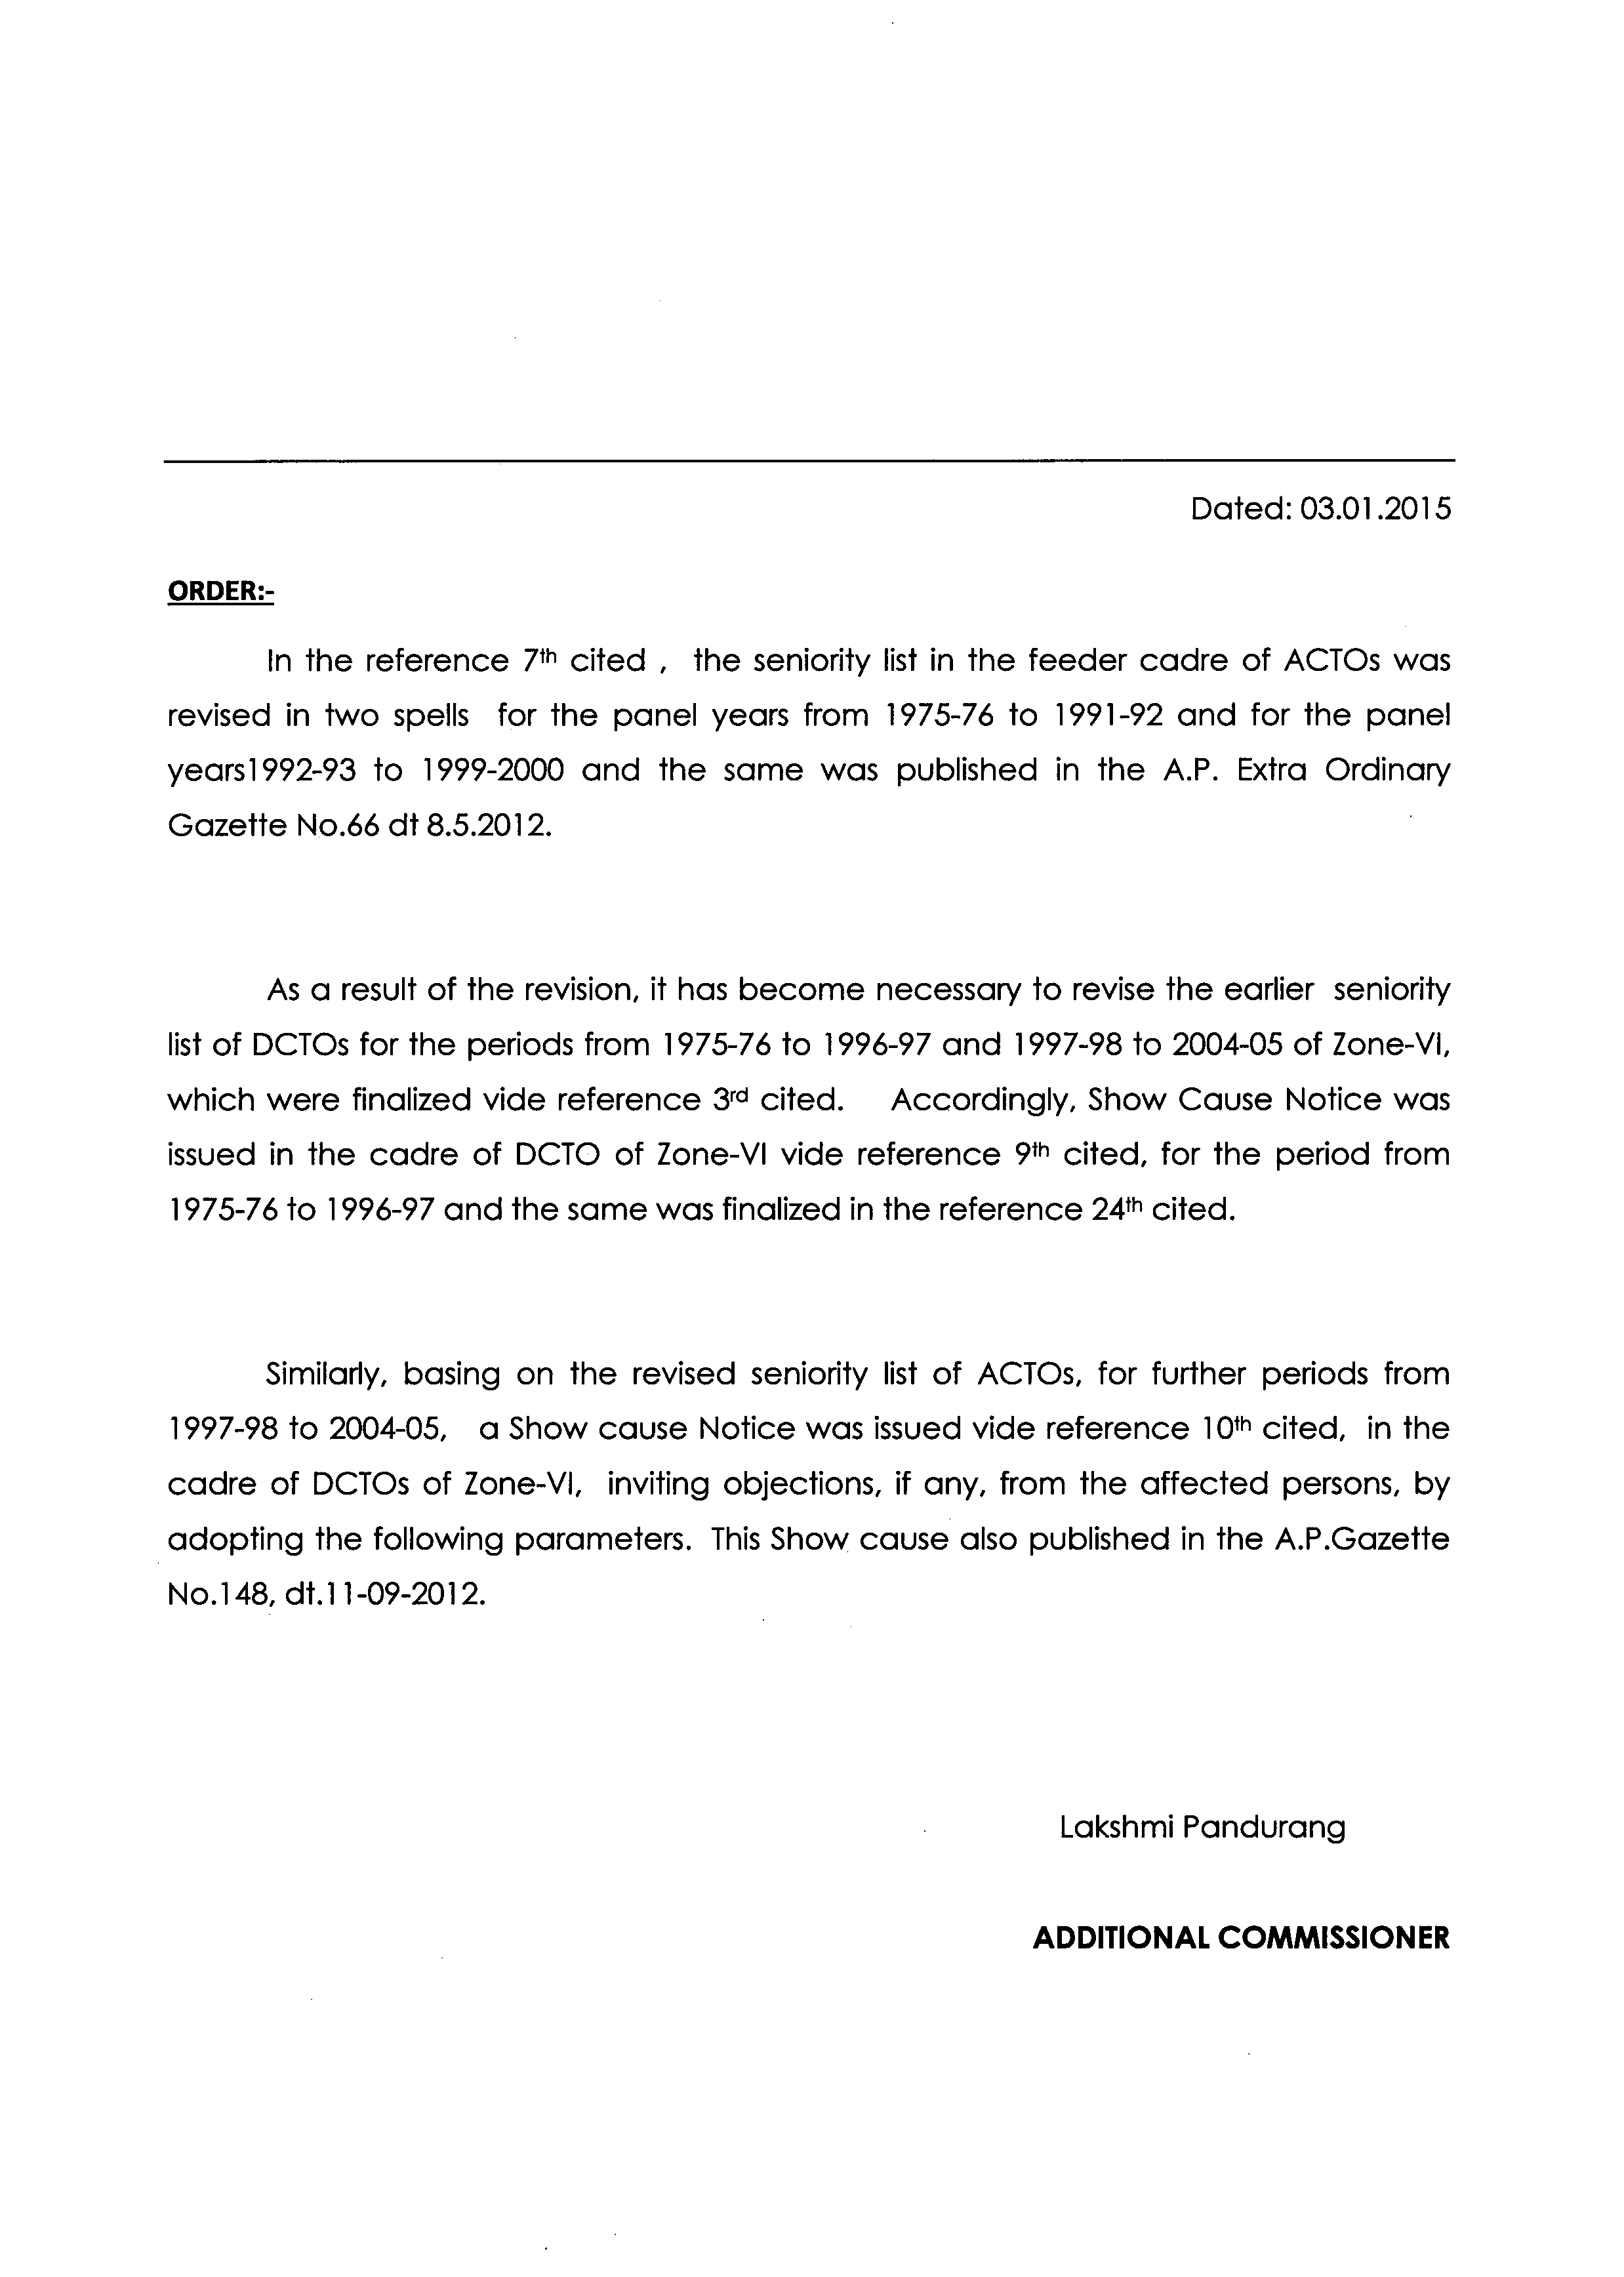 Dated: 03.01.2015
ORDER:-
In the reference 7th cited , the seniority list in the feeder cadre of ACTOs was
revised in two spells for the panel years from 1975-76 to 1991-92 and for the panel
years1992-93 to 1999-2000 and the same was published in the A.P. Extra Ordinary
Gazette No.66 dt 8.5.2012.
As a result of the revision, it has become necessary to revise the earlier seniority
list of DCTOs for the periods from 1975-76 to 1996-97 and 1997-98 to 2004-05 of Zone-VI,
which were finalized vide reference 3rd cited. Accordingly, Show Cause Notice was
issued in the cadre of DCTO of Zone-VI vide reference 9th cited, for the period from
1975-76 to 1996-97 and the same was finalized in the reference 24th cited.
Similarly, basing on the revised seniority list of ACTOs, for further periods from
1997-98 to 2004-05, a Show cause Notice was issued vide reference 10th cited, in the
cadre of DCTOs of Zone-VI, inviting objections, if any, from the affected persons, by
adopting the following parameters. This Show cause also published in the A.P.Gazette
No.148, dt.11-09-2012.
Lakshmi Pandurang
ADDITIONAL COMMISSIONER